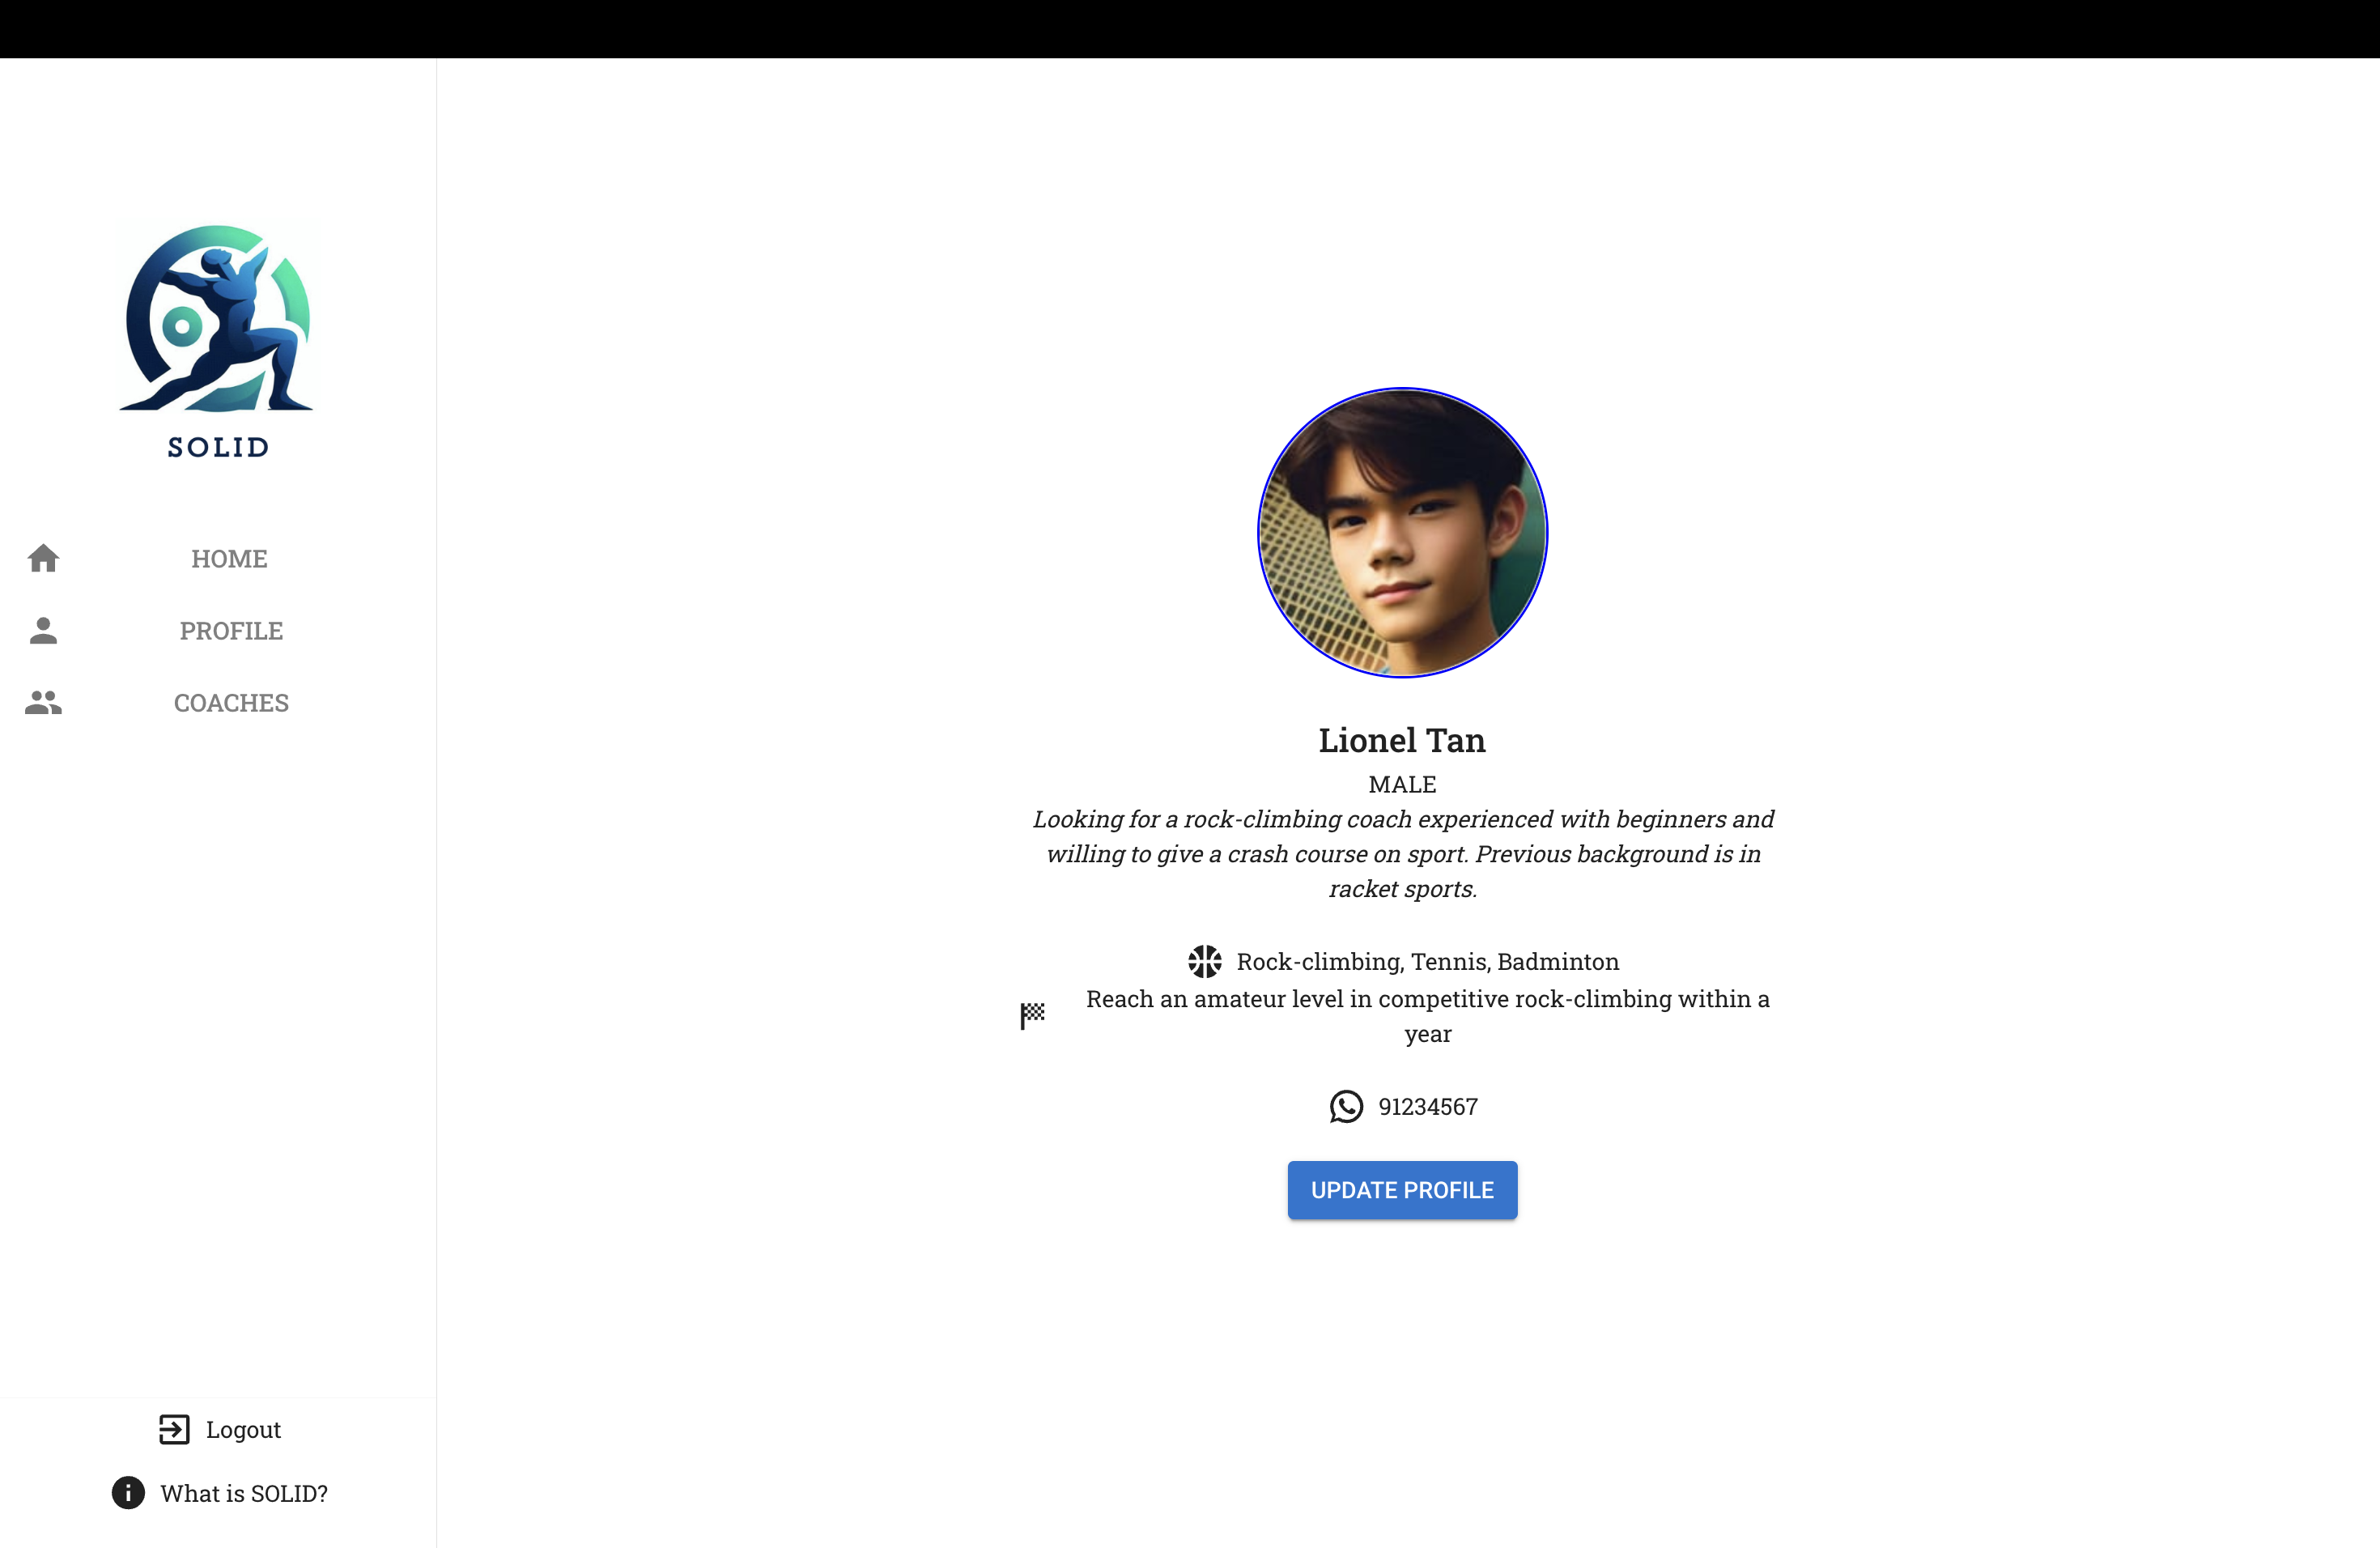 SOLID
HOME
PROFILE
COACHES
Lionel Tan
MALE
Looking for a rock-climbing coach experienced with beginners and
willing to give a crash course on sport. Previous background is in
racket sports.
Rock-climbing, Tennis, Badminton
Reach an amateur level in competitive rock-climbing within a
year
91234567
UPDATE PROFILE
Logout
What is SOLID?